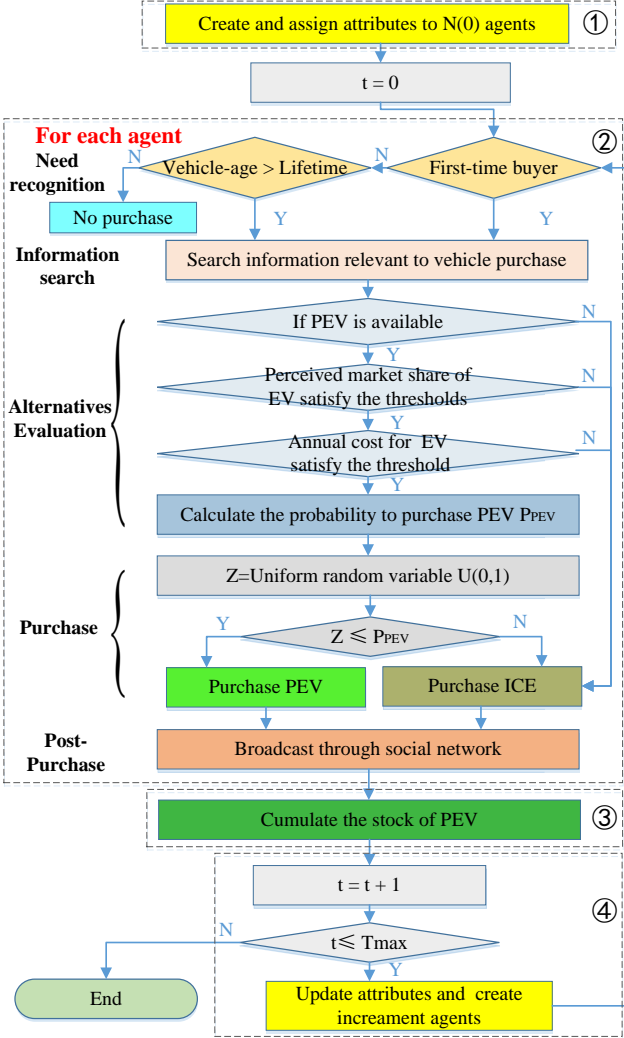 Create and assign attributes to N(0) agents
①
t = 0
For each agent
②
Need
recognition
N
Vehicle-age > Lifetime
N
First-time buyer
No purchase
Y
Y
Information
search
Search information relevant to vehicle purchase
If PEV is available
N
Y
Alternatives
Evaluation
Perceived market share of
EV satisfy the thresholds
N
Y
Annual cost for EV
satisfy the threshold
N
Y
Calculate the probability to purchase PEV PPEV
Z=Uniform random variable U(0,1)
Purchase
Y
Z ≤ PPEV
N
Purchase PEV
Purchase ICE
Post-
Purchase
Broadcast through social network
Cumulate the stock of PEV
③
t = t + 1
④
N
t≤ Tmax
Y
End
Update attributes and create
increament agents